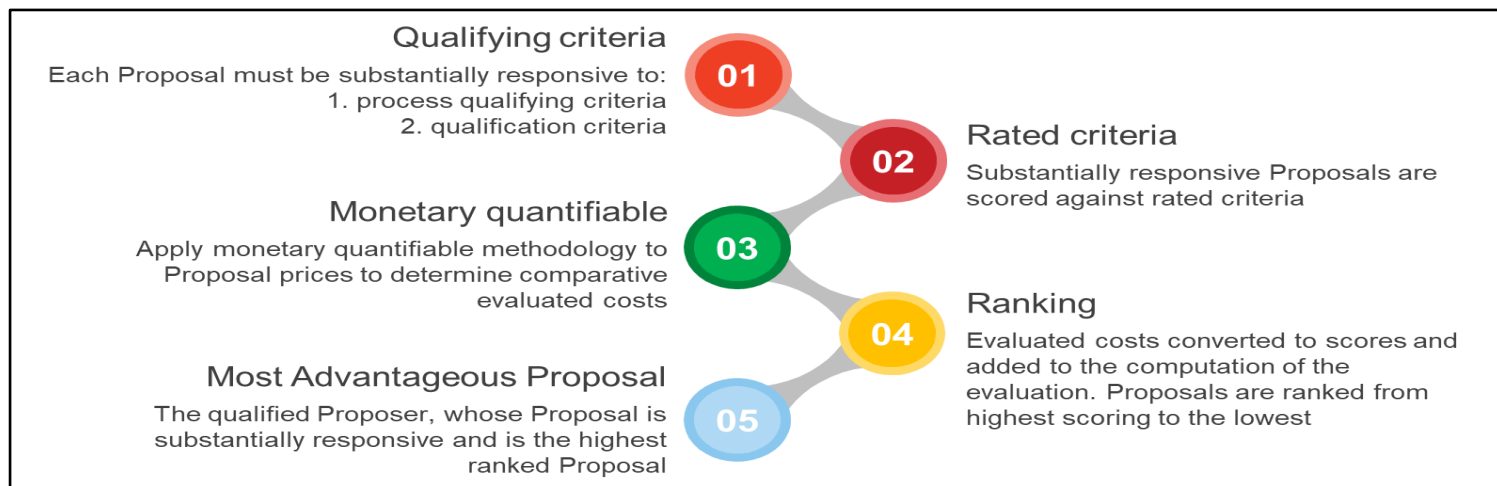 Qualifying criteria
Each Proposal must be substantially responsive to:
1. process qualifying criteria
2. qualification criteria
01
02
Rated criteria
Substantially responsive Proposals are
scored against rated criteria
Monetary quantifiable
Apply monetary quantifiable methodology to
Proposal prices to determine comparative
evaluated costs
03
04
Ranking
Evaluated costs converted to scores and
added to the computation of the
evaluation. Proposals are ranked from
highest scoring to the lowest
Most Advantageous Proposal
The qualified Proposer, whose Proposal is
substantially responsive and is the highest
ranked Proposal
05